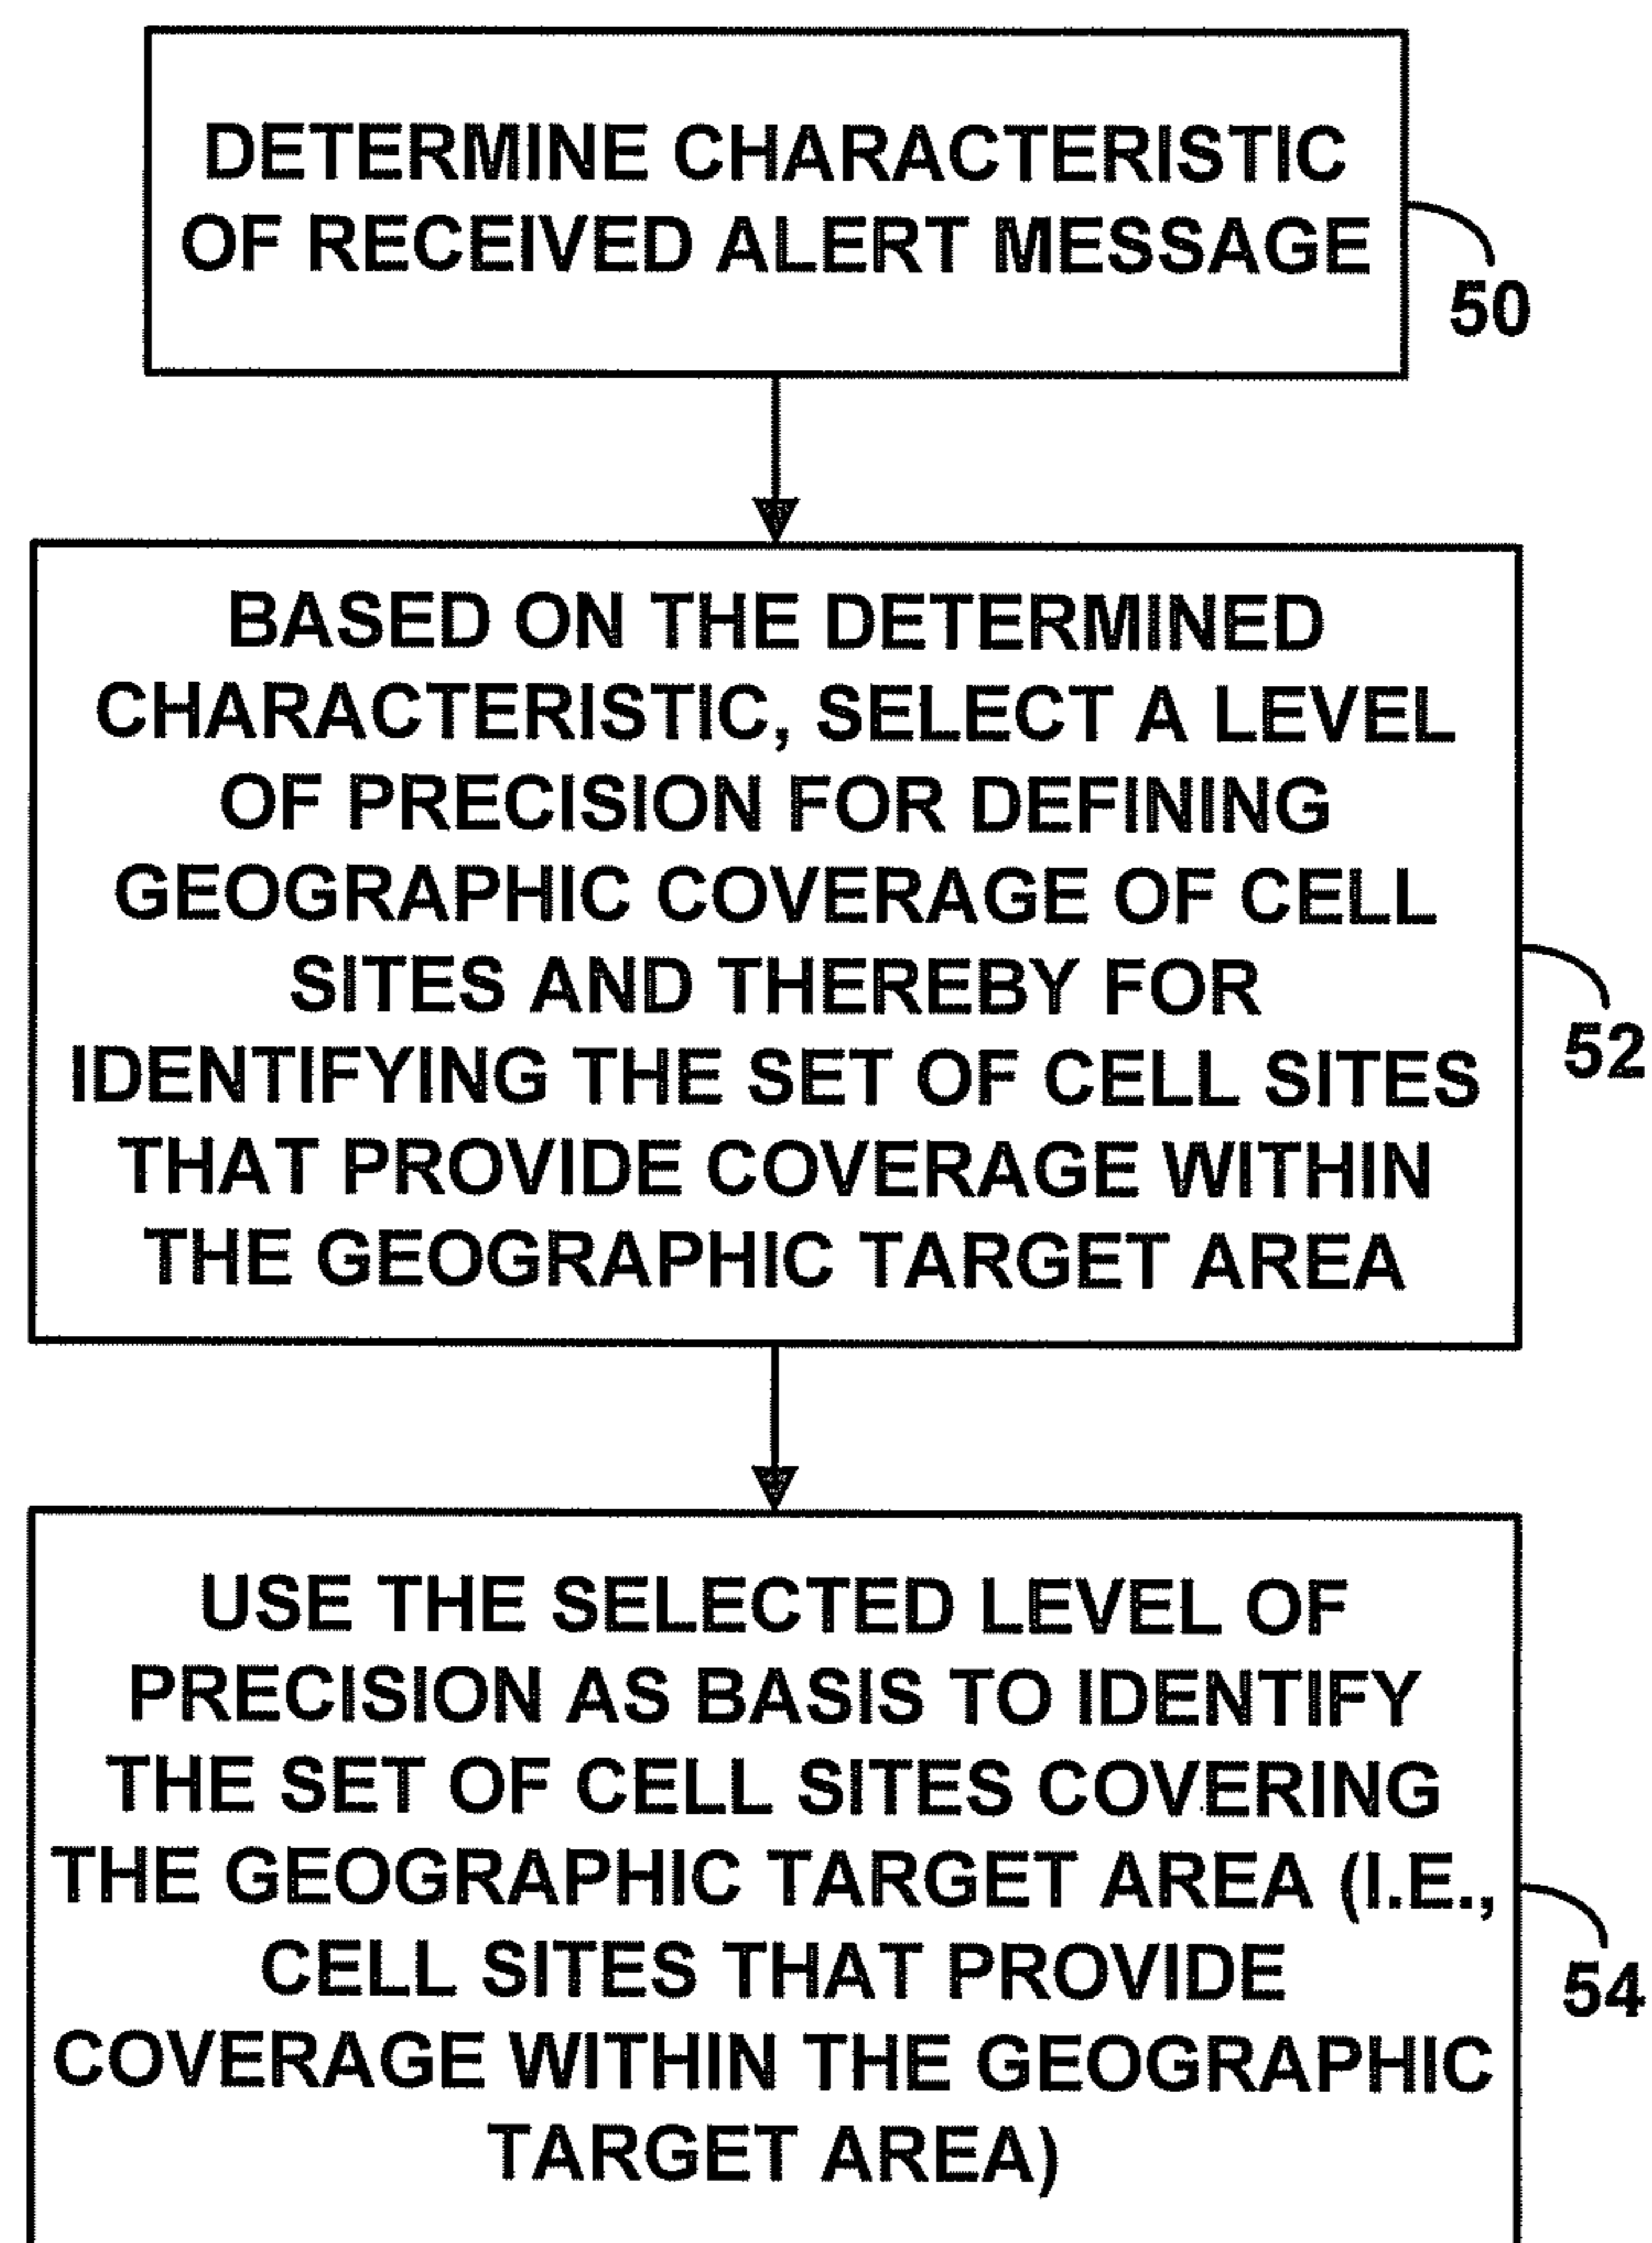 DETERMINE CHARACTERISTIC
OF RECEIVED ALERT MESSAGE
50
BASED ON THE DETERMINED
CHARACTERISTIC, SELECT A LEVEL
OF PRECISION FOR DEFINING
GEOGRAPHIC COVERAGE OF CELL
SITES AND THEREBY FOR
IDENTIFYING THE SET OF CELL SITES
THAT PROVIDE COVERAGE WITHIN
THE GEOGRAPHIC TARGET AREA
52
USE THE SELECTED LEVEL OF
PRECISION AS BASIS TO IDENTIFY
THE SET OF CELL SITES COVERING
THE GEOGRAPHIC TARGET AREA (I.E.,
CELL SITES THAT PROVIDE
COVERAGE WITHIN THE GEOGRAPHIC
TARGET AREA)
54